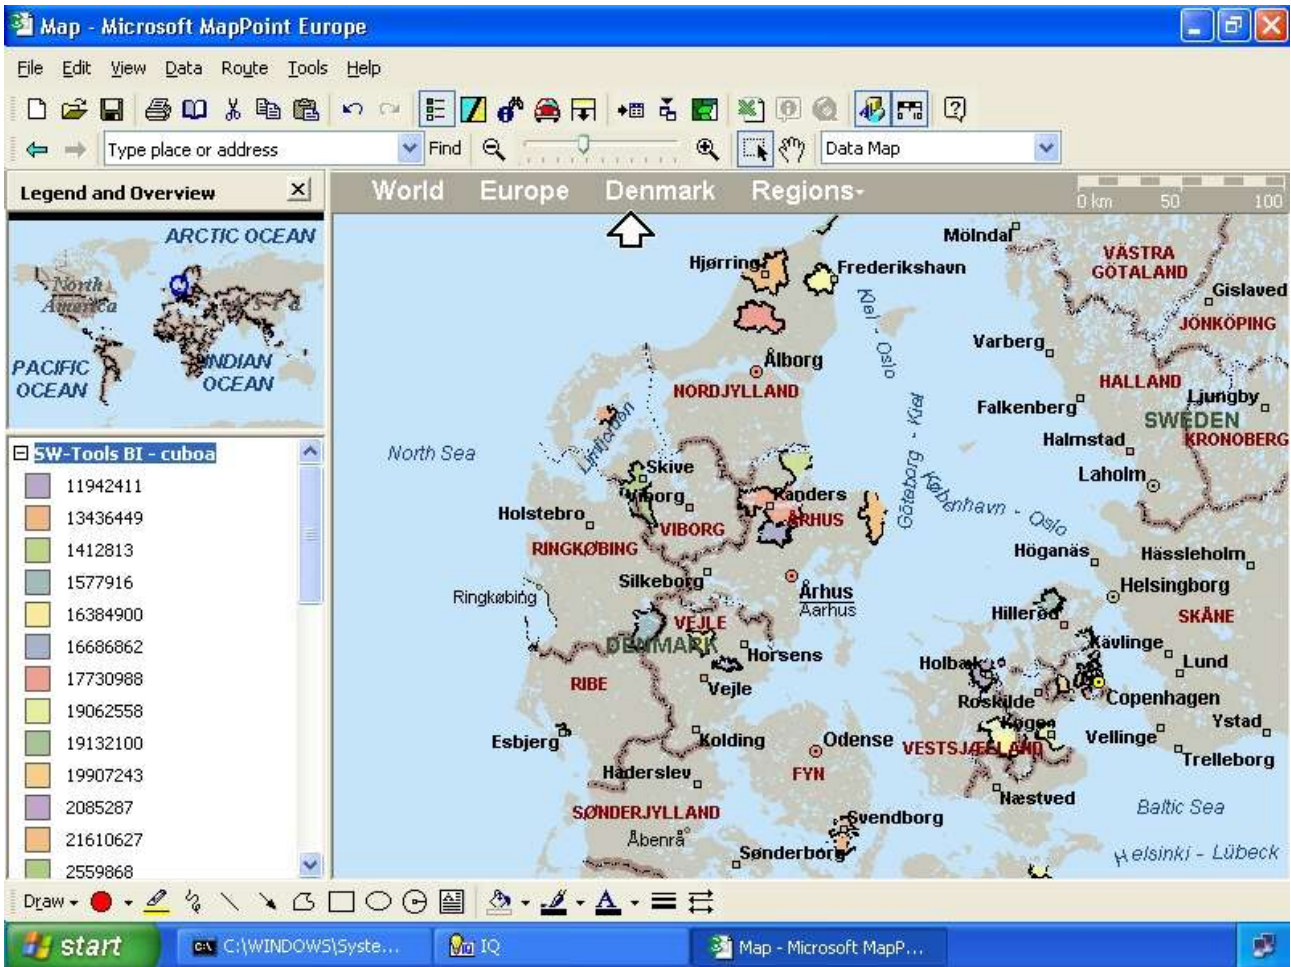 Map - Microsoft MapPoint Europe
File Edit View Data Route Tools Help
Type place or address Find Data Map
Legend and Overview
World Europe Denmark Regions-
0 km 50 100
ARCTIC OCEAN
North America
PACIFIC OCEAN
INDIAN OCEAN
SW-Tools BI - cuboa
11942411
13436449
1412813
1577916
16384900
16686862
17730988
19062558
19132100
19907243
2085287
21610627
2559868
Mölndal
VÄSTRA GÖTALAND
Hjørring
Frederikshavn
Gislaved
Kiel - Oslo
JÖNKÖPING
Varberg
Ålborg
NORDJYLLAND
HALLAND
Ljungby
Falkenberg
SWEDEN
Limfjorden
Göteborg - Kiel
Halmstad
KRONOBERG
North Sea
Skive
Laholm
København - Oslo
Viborg
Randers
Holstebro
VIBORG
ÅRHUS
RINGKØBING
Höganäs
Hässleholm
Silkeborg
Århus
Aarhus
Helsingborg
Ringkøbing
Hillerød
SKÅNE
VEJLE
DENMARK
Kävlinge
Horsens
Holbæk
Lund
RIBE
Vejle
Roskilde
Copenhagen
Køge
Ystad
Esbjerg
Kolding
Odense
VESTSJÆLLAND
Vellinge
Trelleborg
Haderslev
FYN
Næstved
SØNDERJYLLAND
Svendborg
Baltic Sea
Åbenrå
Sønderborg
Helsinki - Lübeck
Draw
start C:\WINDOWS\Syste... IQ Map - Microsoft MapP...